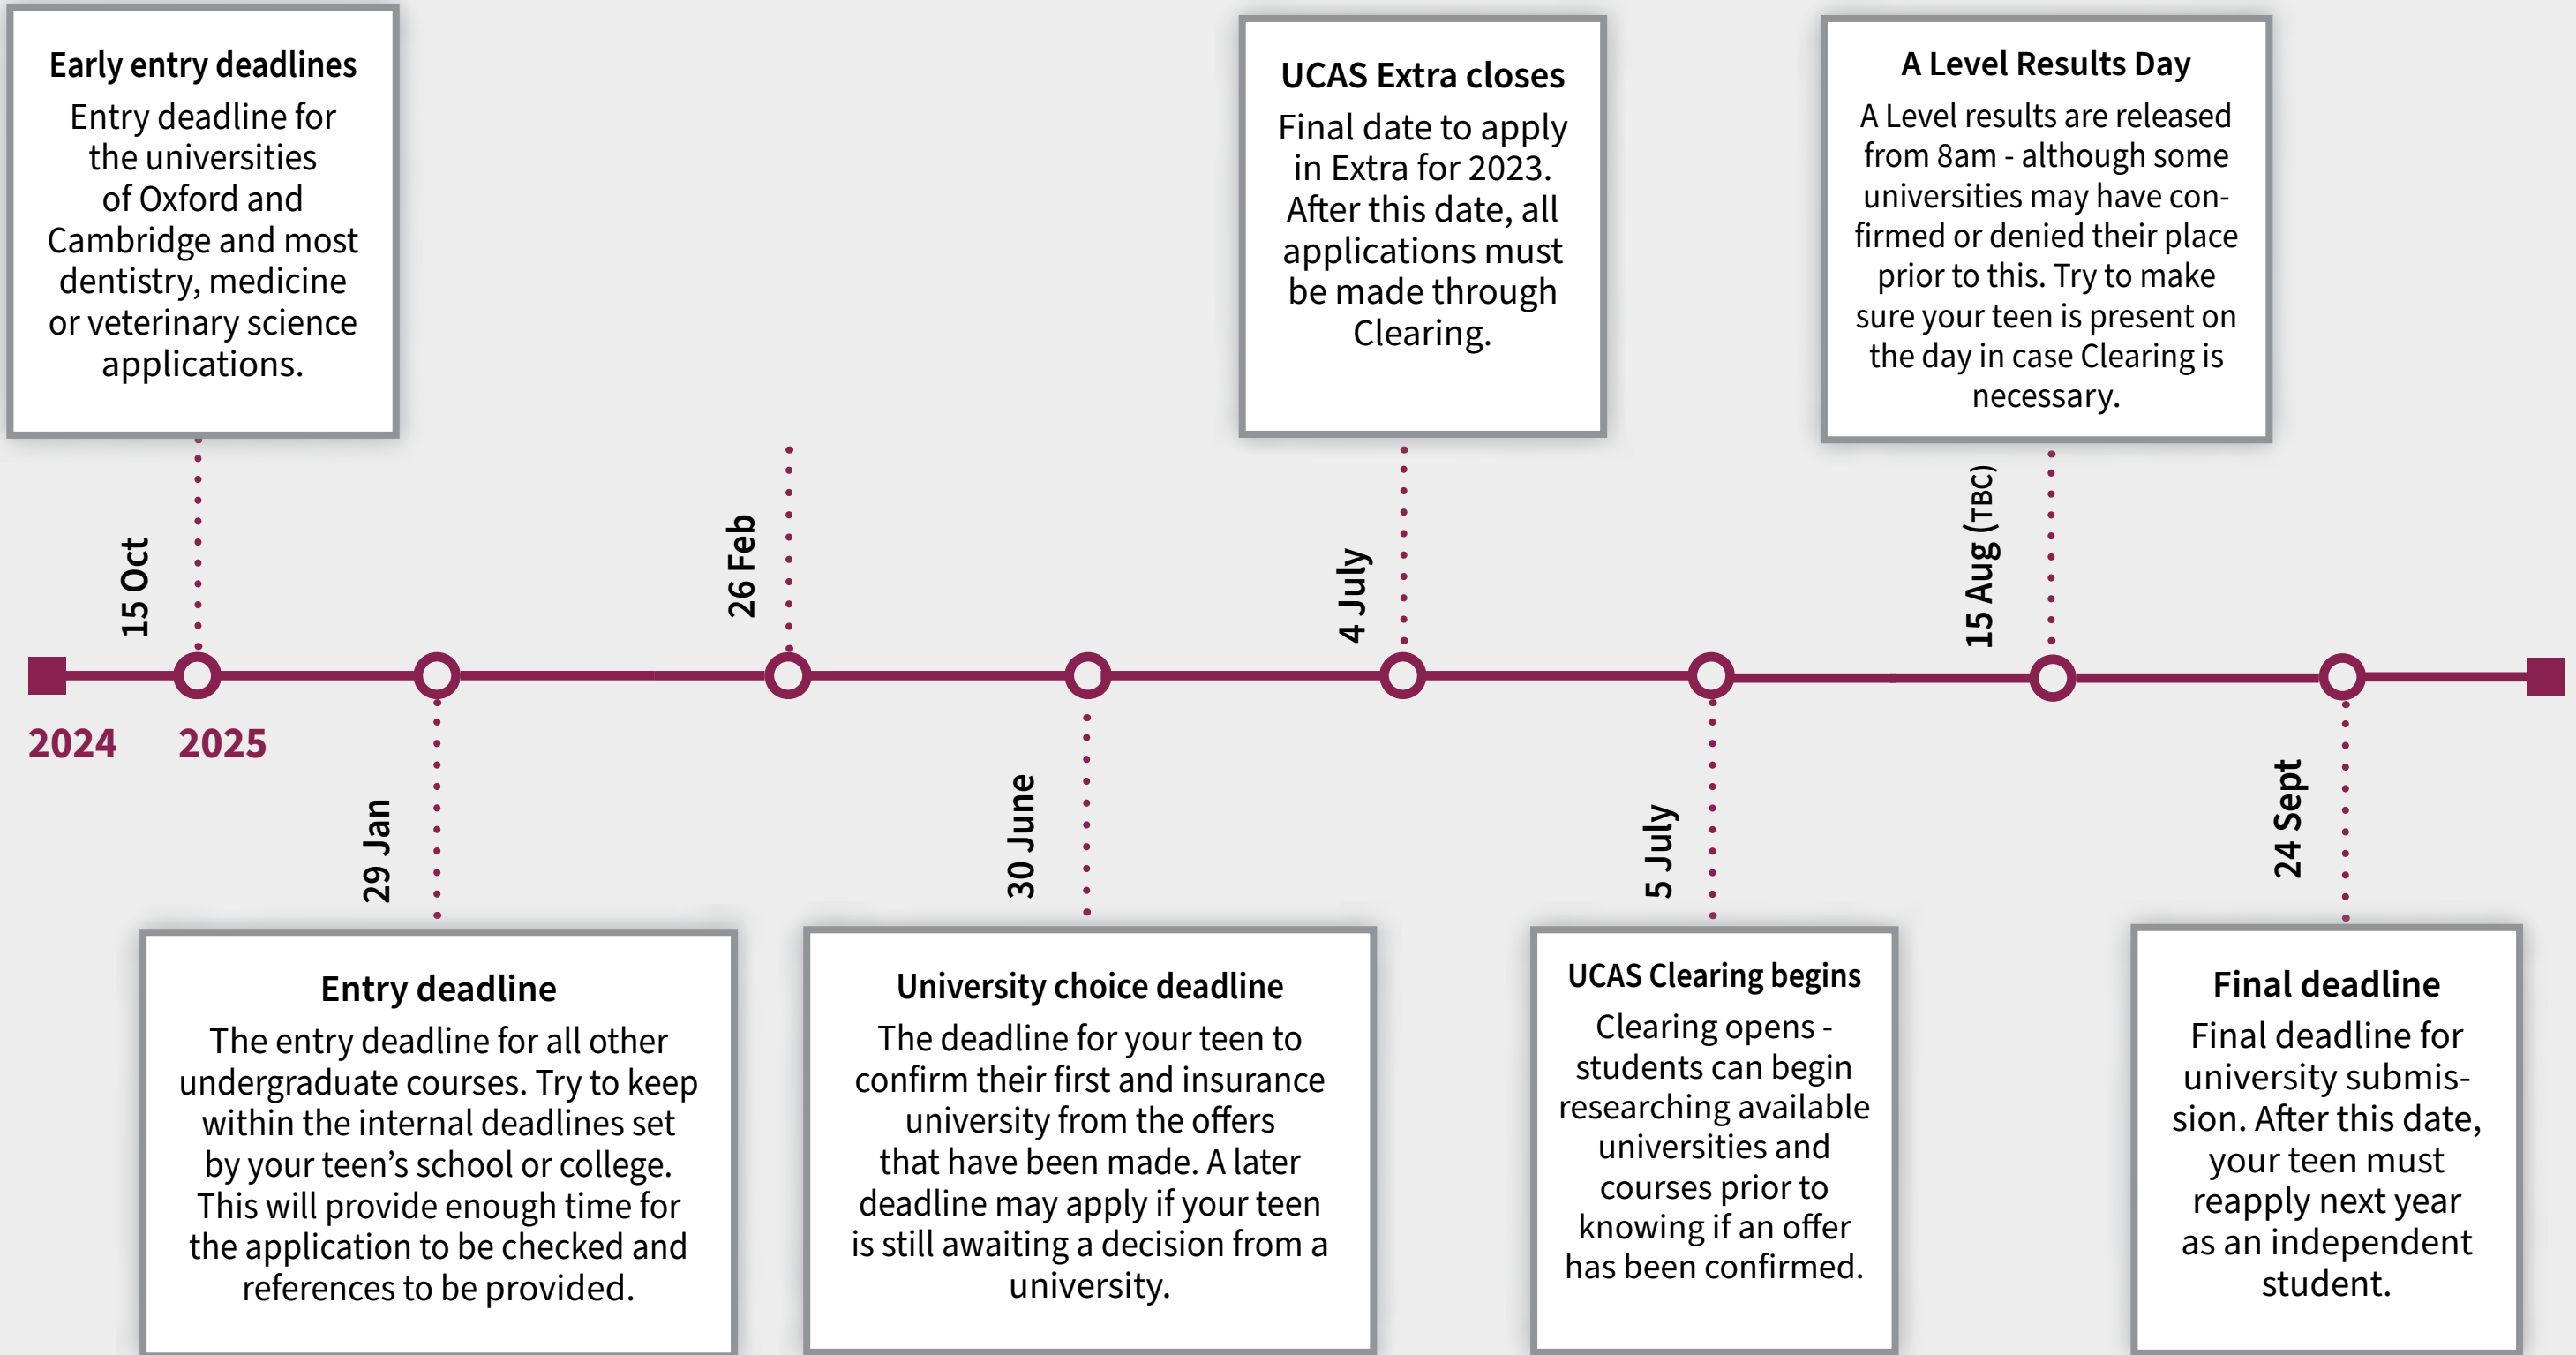 Early entry deadlines
Entry deadline for
the universities
of Oxford and
Cambridge and most
dentistry, medicine
or veterinary science
applications.
UCAS Extra closes
Final date to apply
in Extra for 2023.
After this date, all
applications must
be made through
Clearing.
A Level Results Day
A Level results are released
from 8am - although some
universities may have con-
firmed or denied their place
prior to this. Try to make
sure your teen is present on
the day in case Clearing is
necessary.
15 Oct
26 Feb
4 July
15 Aug (TBC)
2024
2025
29 Jan
30 June
5 July
24 Sept
Entry deadline
The entry deadline for all other
undergraduate courses. Try to keep
within the internal deadlines set
by your teen’s school or college.
This will provide enough time for
the application to be checked and
references to be provided.
University choice deadline
The deadline for your teen to
confirm their first and insurance
university from the offers
that have been made. A later
deadline may apply if your teen
is still awaiting a decision from a
university.
UCAS Clearing begins
Clearing opens -
students can begin
researching available
universities and
courses prior to
knowing if an offer
has been confirmed.
Final deadline
Final deadline for
university submis-
sion. After this date,
your teen must
reapply next year
as an independent
student.